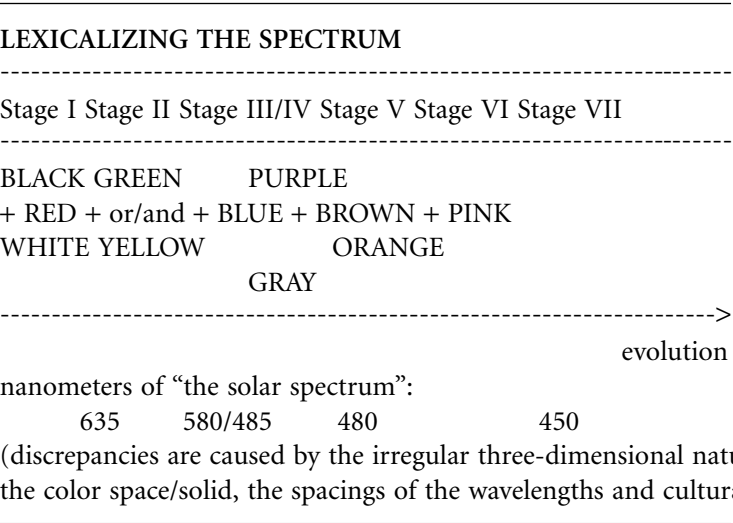 LEXICALIZING THE SPECTRUM
Stage I Stage II Stage III/IV Stage V Stage VI Stage VII
BLACK GREEN PURPLE
+ RED + or/and + BLUE + BROWN + PINK
WHITE YELLOW ORANGE
GRAY
-------------------------------------------------------------------->
evolution
nanometers of “the solar spectrum”:
635 580/485 480 450
(discrepancies are caused by the irregular three-dimensional
the color space/solid, the spacings of the wavelengths and